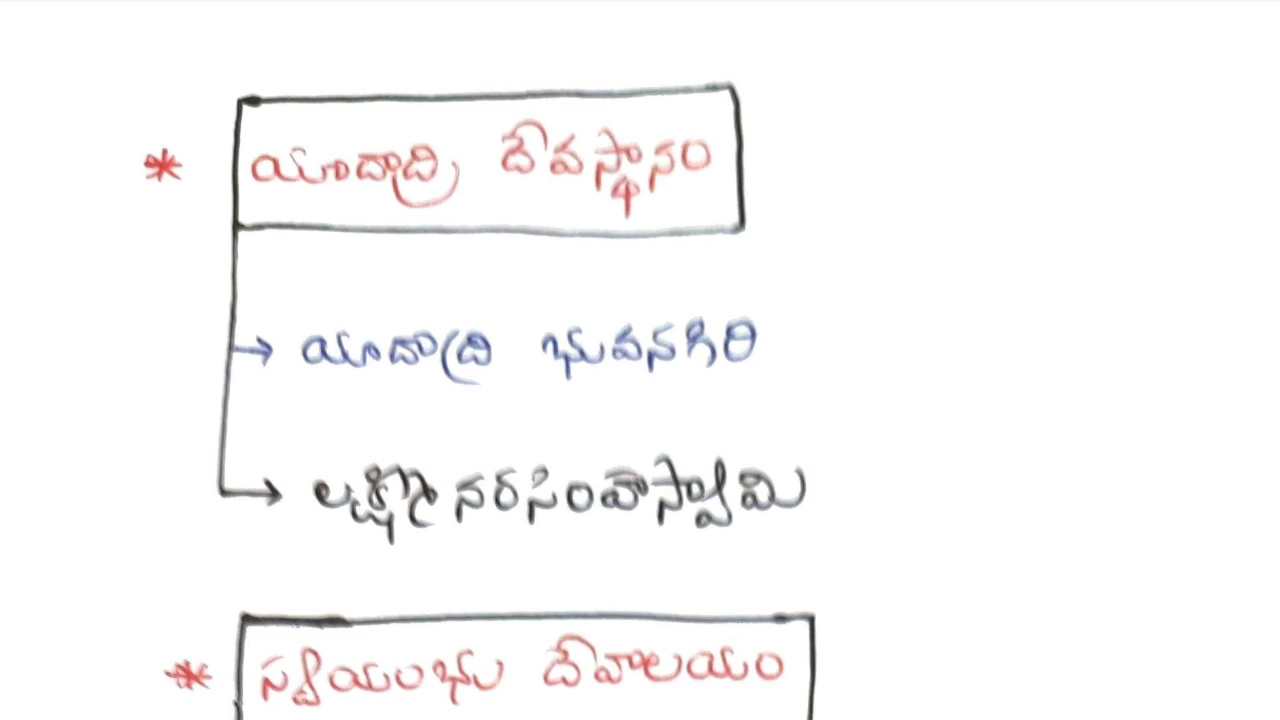 * యాదాద్రి దేవస్థానం
→ యాదాద్రి భువనగిరి
→ లక్ష్మీ నరసింహస్వామి
* స్వయంభు దేవాలయం